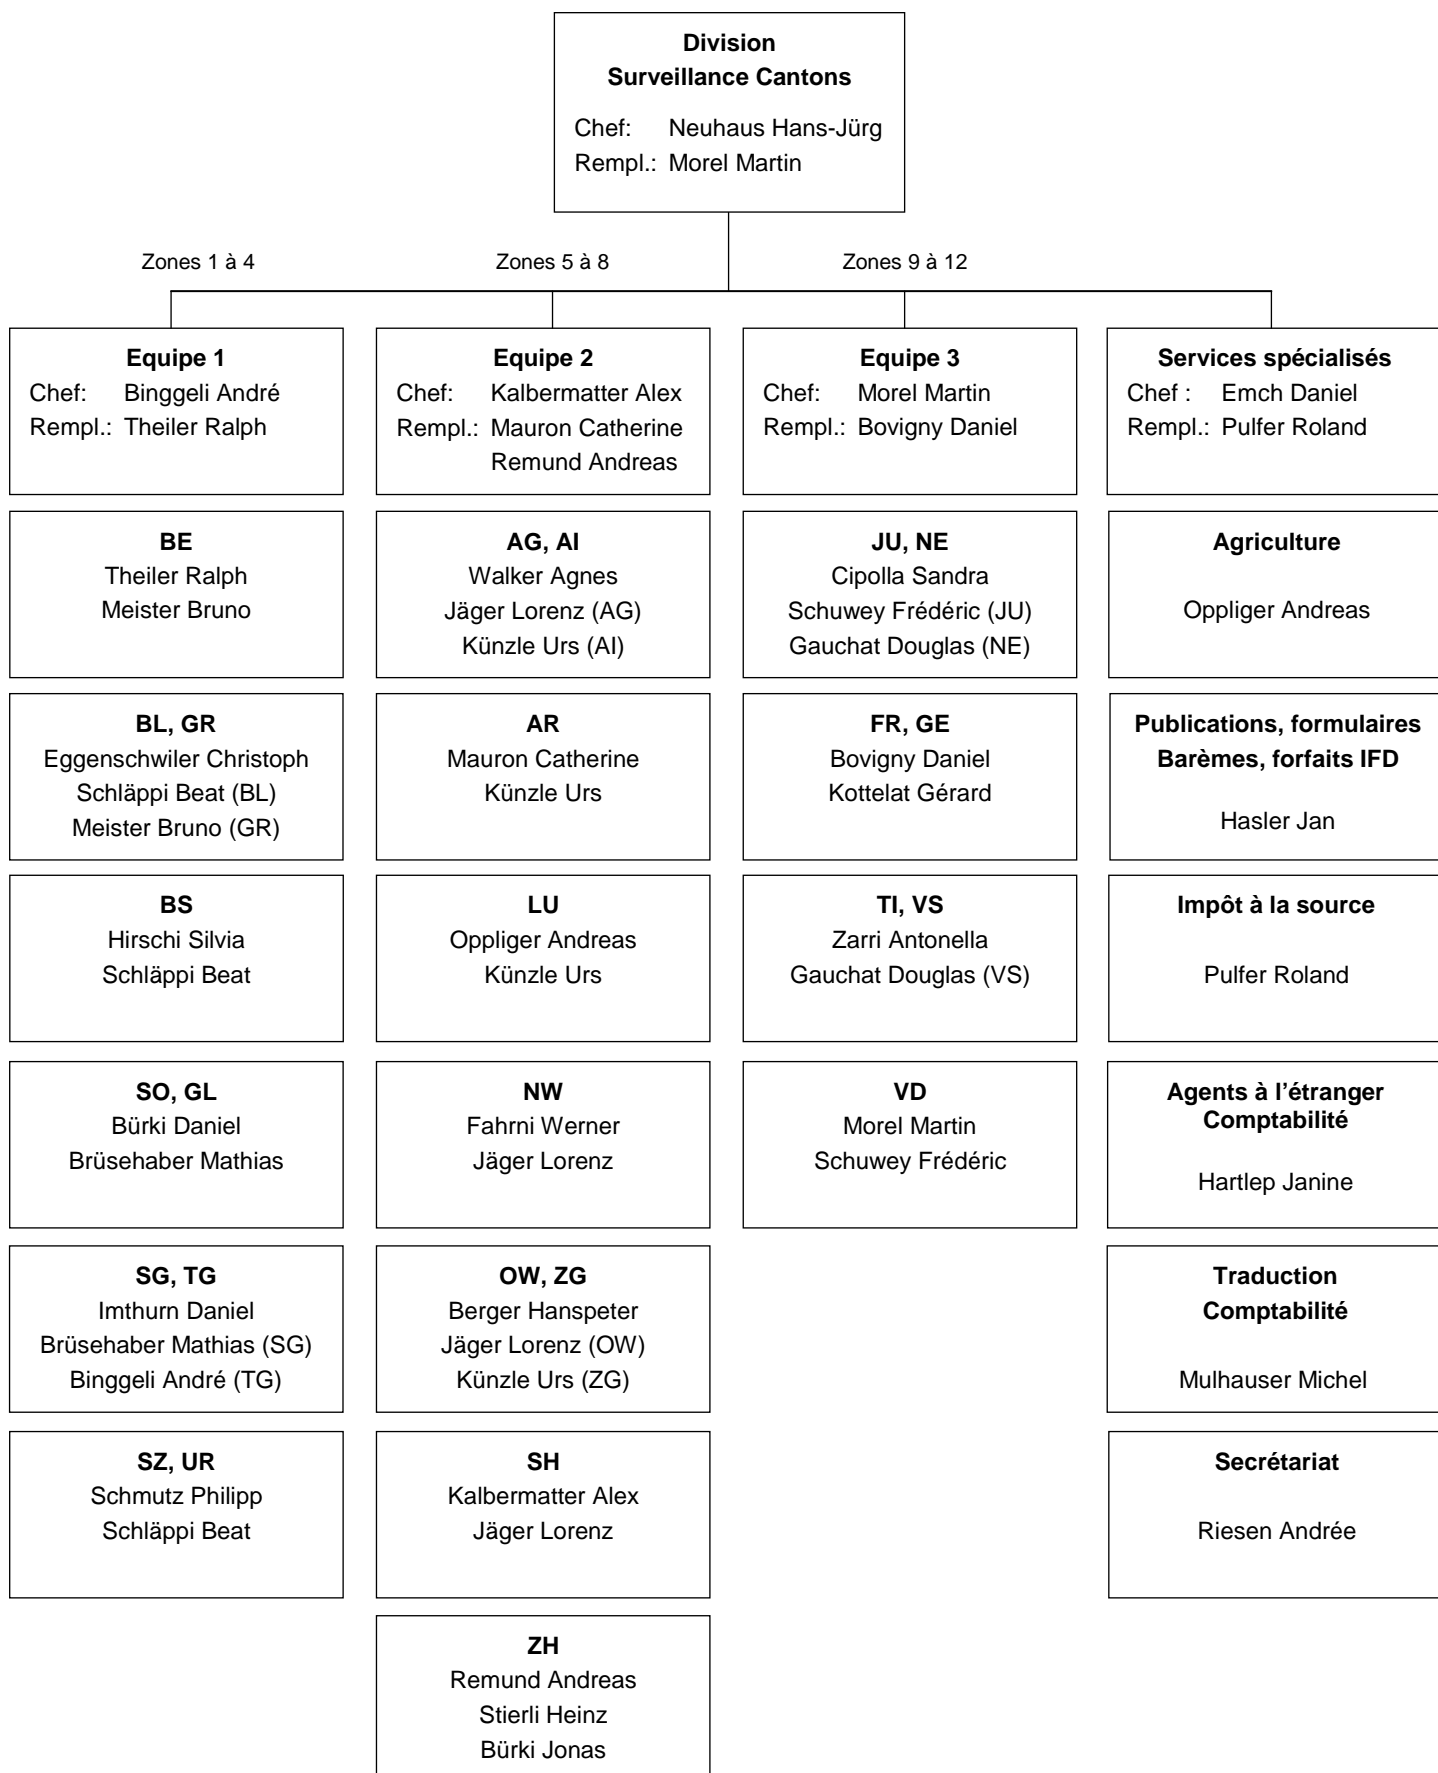 Division
Surveillance Cantons
Chef: Neuhaus Hans-Jürg
Rempl.: Morel Martin
Zones 1 à 4
Zones 5 à 8
Zones 9 à 12
Equipe 1
Chef: Binggeli André
Rempl.: Theiler Ralph
BE
Theiler Ralph
Meister Bruno
BL, GR
Eggenschwiler Christoph
Schläppi Beat (BL)
Meister Bruno (GR)
BS
Hirschi Silvia
Schläppi Beat
SO, GL
Bürki Daniel
Brüsehaber Mathias
SG, TG
Imthurn Daniel
Brüsehaber Mathias (SG)
Binggeli André (TG)
SZ, UR
Schmutz Philipp
Schläppi Beat
Equipe 2
Chef: Kalbermatter Alex
Rempl.: Mauron Catherine
Remund Andreas
AG, AI
Walker Agnes
Jäger Lorenz (AG)
Künzle Urs (AI)
AR
Mauron Catherine
Künzle Urs
LU
Oppliger Andreas
Künzle Urs
NW
Fahrni Werner
Jäger Lorenz
OW, ZG
Berger Hanspeter
Jäger Lorenz (OW)
Künzle Urs (ZG)
SH
Kalbermatter Alex
Jäger Lorenz
ZH
Remund Andreas
Stierli Heinz
Bürki Jonas
Equipe 3
Chef: Morel Martin
Rempl.: Bovigny Daniel
JU, NE
Cipolla Sandra
Schuwey Frédéric (JU)
Gauchat Douglas (NE)
FR, GE
Bovigny Daniel
Kottelat Gérard
TI, VS
Zarri Antonella
Gauchat Douglas (VS)
VD
Morel Martin
Schuwey Frédéric
Services spécialisés
Chef : Emch Daniel
Rempl.: Pulfer Roland
Agriculture
Oppliger Andreas
Publications, formulaires
Barèmes, forfaits IFD
Hasler Jan
Impôt à la source
Pulfer Roland
Agents à l’étranger
Comptabilité
Hartlep Janine
Traduction
Comptabilité
Mulhauser Michel
Secrétariat
Riesen Andrée